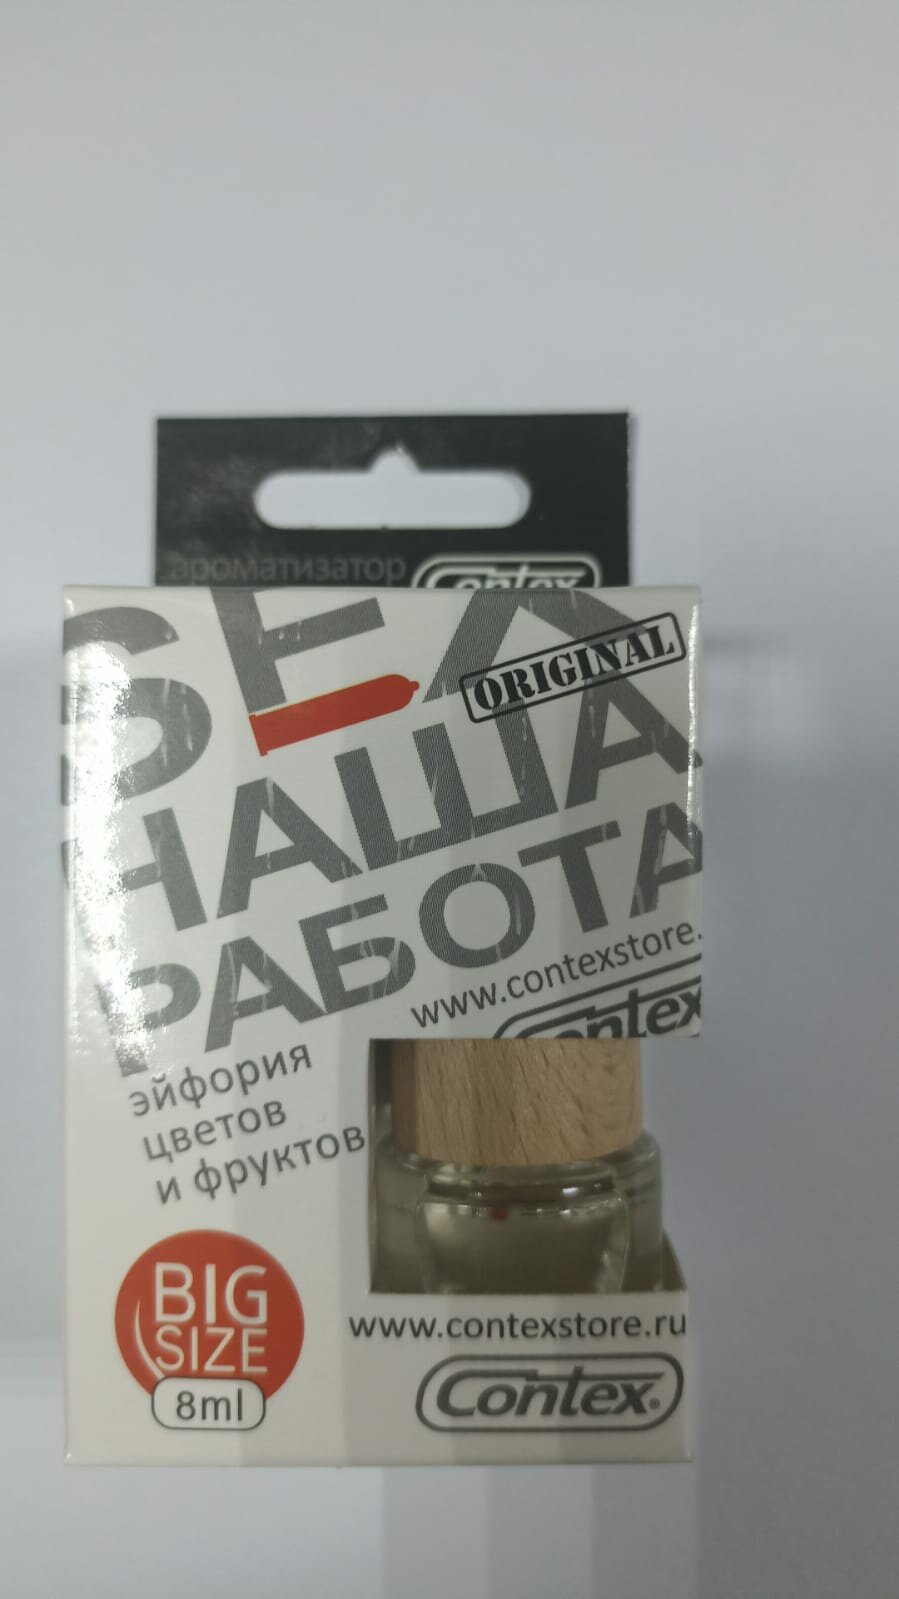 ароматизатор
Contex
SEX
ORIGINAL
НАША
РАБОТА
www.contexstore.
Contex
эйфория
цветов
и фруктов
BIG
SIZE
8ml
www.contexstore.ru
Contex®